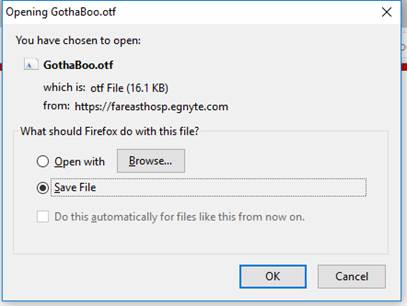 Opening GothaBoo.otf
You have chosen to open:
GothaBoo.otf
which is: otf File (16.1 KB)
from: https://fareasthosp.egnyte.com
What should Firefox do with this file?
Open with
Browse...
Save File
Do this automatically for files like this from now on.
OK
Cancel